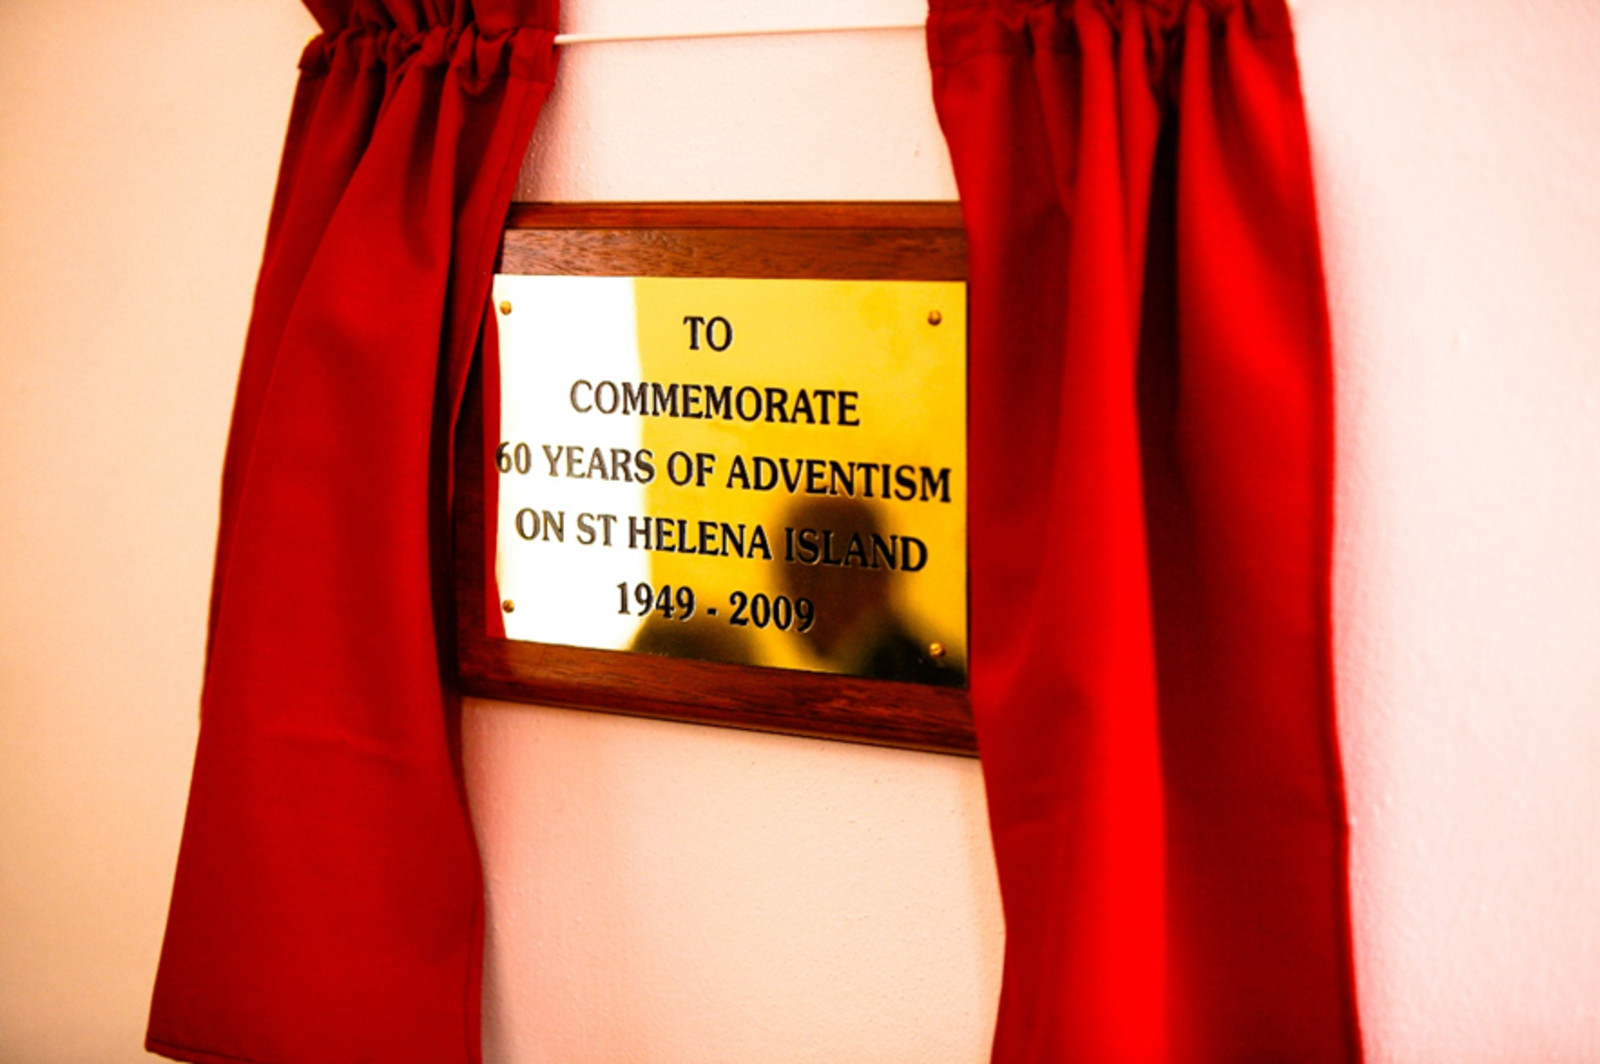 TO
COMMEMORATE
60 YEARS OF ADVENTISM
ON ST HELENA ISLAND
1949 - 2009